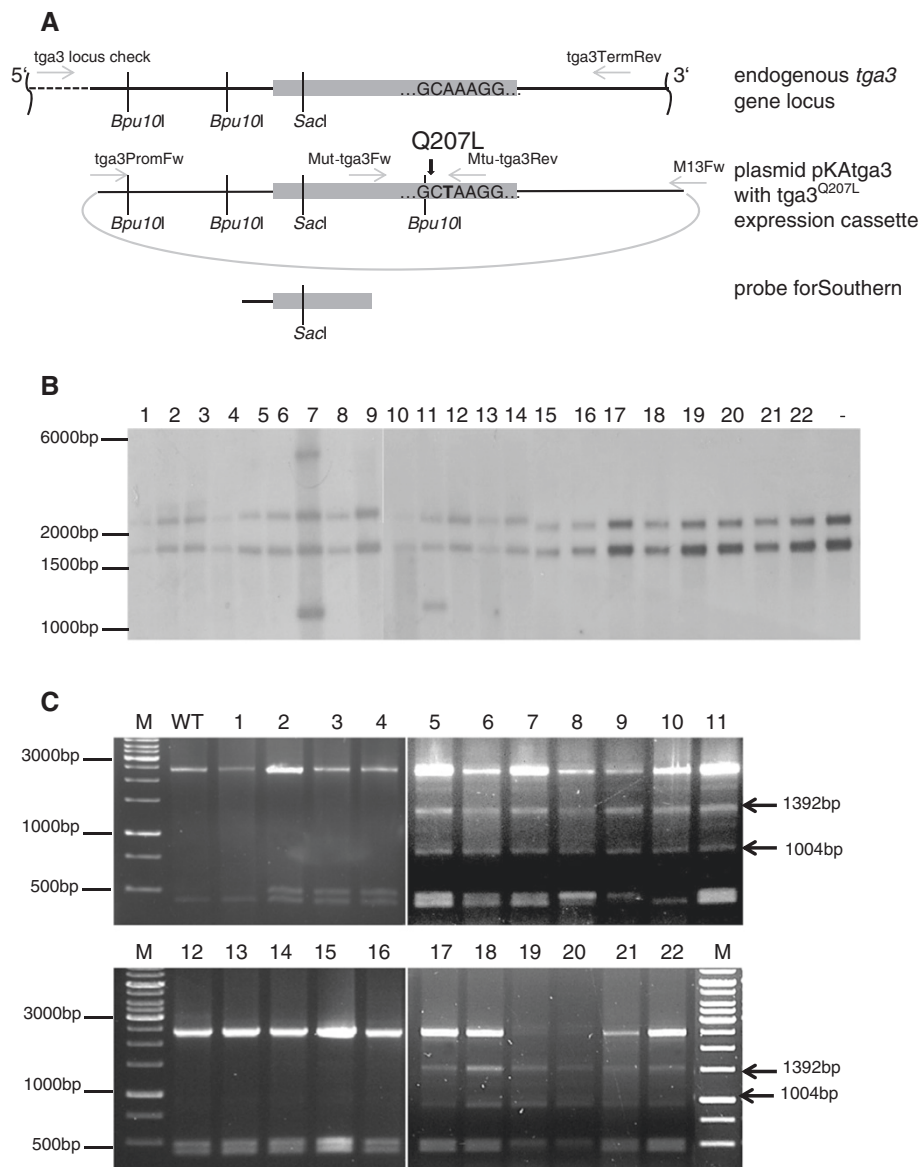 A
tga3 locus check
tga3TermRev
5‘
3‘
...GCAAAGG...
endogenous tga3
gene locus
Bpu10I
Bpu10I
SacI
Q207L
tga3PromFw
Mut-tga3Fw
Mtu-tga3Rev
M13Fw
...GCTAAGG...
plasmid pKAtga3
with tga3Q207L
expression cassette
Bpu10I
Bpu10I
SacI
Bpu10I
probe forSouthern
SacI
B
1 2 3 4 5 6 7 8 9 10 11 12 13 14 15 16 17 18 19 20 21 22 -
6000bp
2000bp
1500bp
1000bp
C
M WT 1 2 3 4 5 6 7 8 9 10 11
3000bp
1392bp
1000bp
1004bp
500bp
M 12 13 14 15 16 17 18 19 20 21 22 M
3000bp
1392bp
1000bp
1004bp
500bp